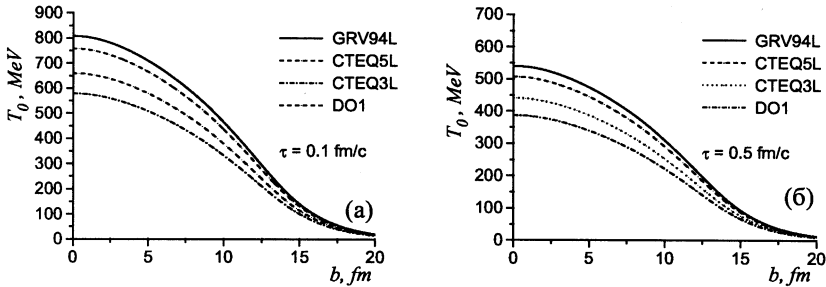 900
800
700
600
500
400
300
200
100
0
T0, MeV
GRV94L
CTEQ5L
CTEQ3L
DO1
τ = 0.1 fm/c
(a)
0 5 10 15 20
b, fm
700
600
500
400
300
200
100
0
T0, MeV
GRV94L
CTEQ5L
CTEQ3L
DO1
τ = 0.5 fm/c
(б)
0 5 10 15 20
b, fm